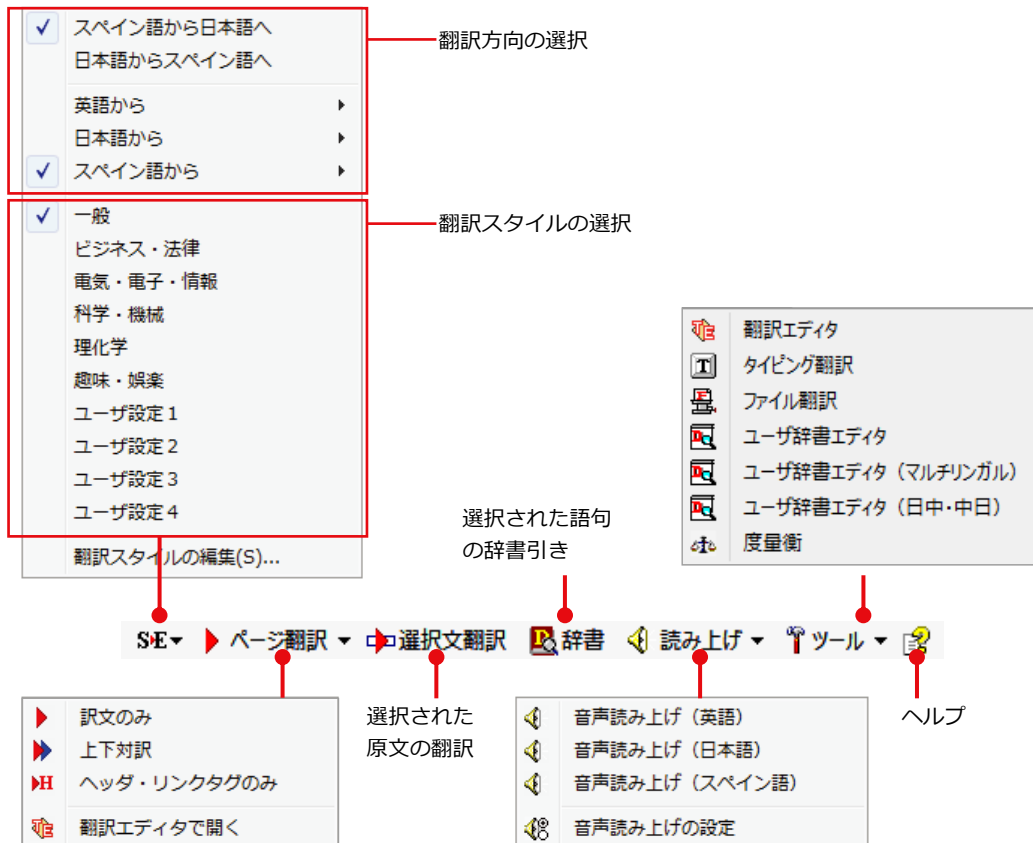 スペイン語から日本語へ
日本語からスペイン語へ
英語から
日本語から
スペイン語から
翻訳方向の選択
一般
ビジネス・法律
電気・電子・情報
科学・機械
理化学
趣味・娯楽
ユーザ設定1
ユーザ設定2
ユーザ設定3
ユーザ設定4
翻訳スタイルの編集(S)...
翻訳スタイルの選択
翻訳エディタ
タイピング翻訳
ファイル翻訳
ユーザ辞書エディタ
ユーザ辞書エディタ（マルチリンガル）
ユーザ辞書エディタ（日中・中日）
度量衡
選択された語句
の辞書引き
S E ページ翻訳 選択文翻訳 辞書 読み上げ ツール
訳文のみ
上下対訳
H ヘッダ・リンクタグのみ
翻訳エディタで開く
選択された
原文の翻訳
音声読み上げ（英語）
音声読み上げ（日本語）
音声読み上げ（スペイン語）
音声読み上げの設定
ヘルプ